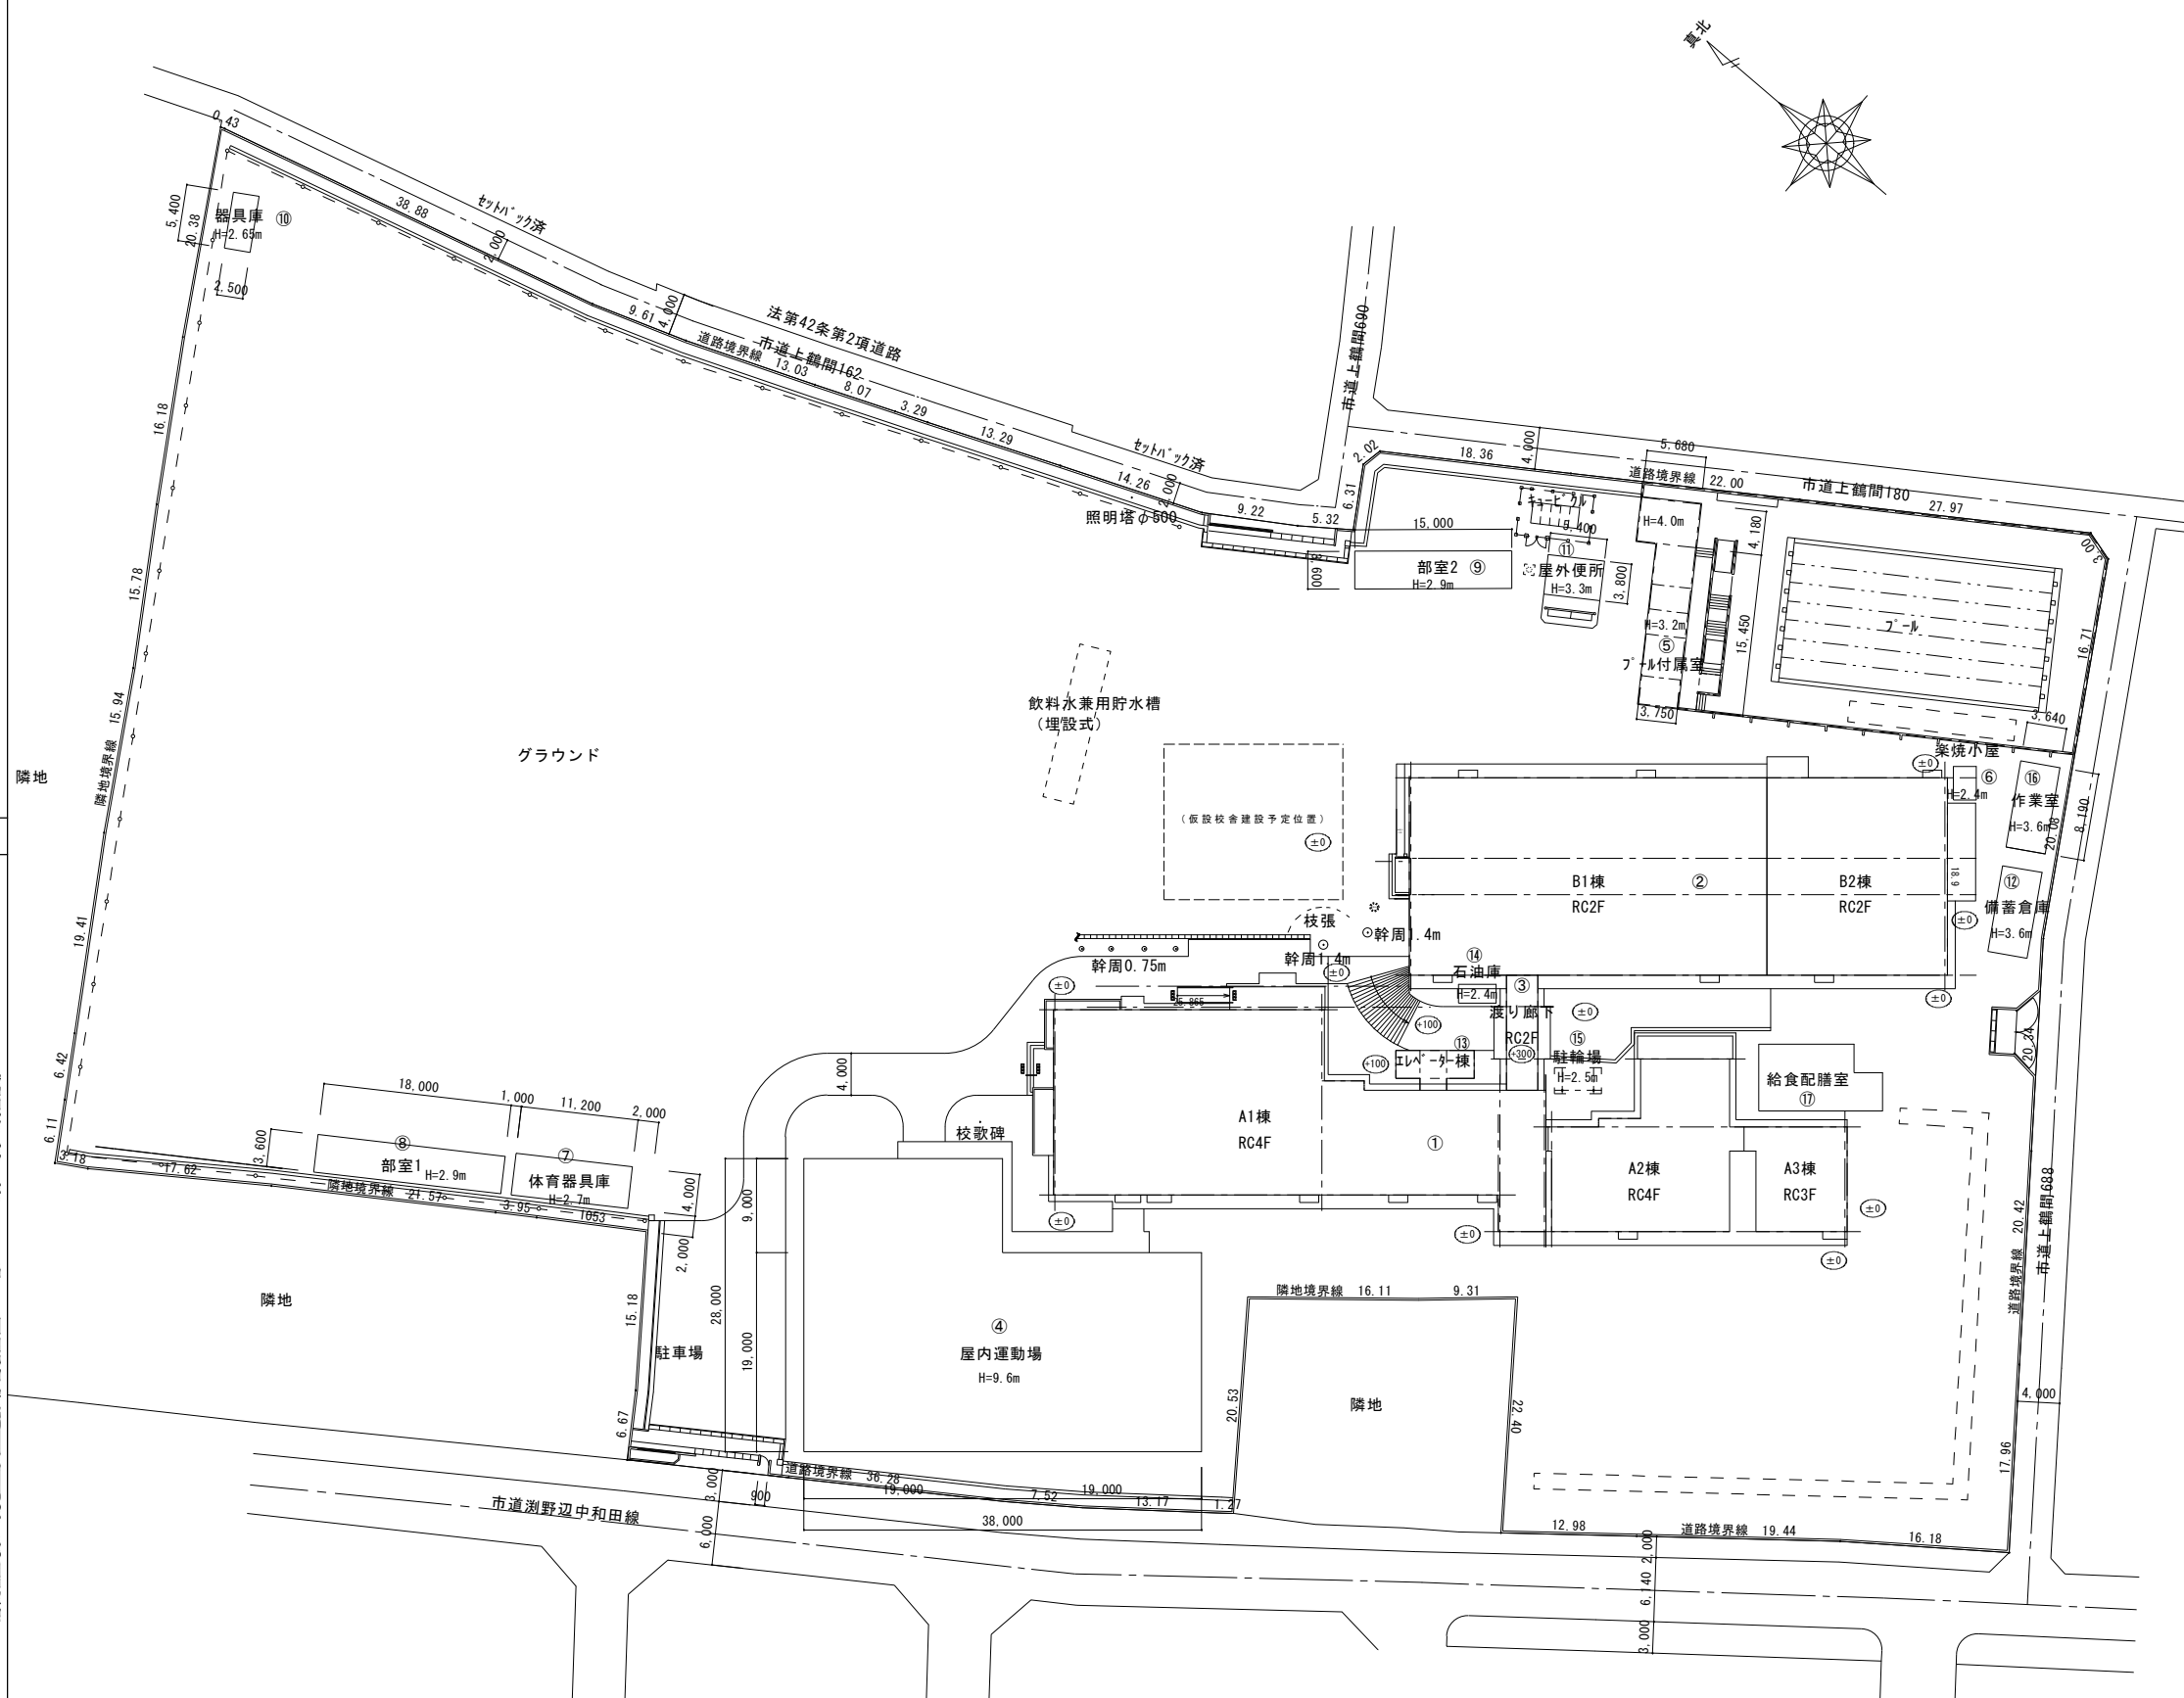 真北
0.43
セットバック済
38.88
5,400
20.38
器具庫 ⑩
H=2.65m
2,000
2,500
9.61
4,000
法第42条第2項道路
市道上鶴間162
道路境界線 13.03
8.07
3.29
13.29
セットバック済
14.26
2,000
照明塔φ500
9.22
5.32
6.31
2.02
市道上鶴間690
18.36
4,000
5,680
道路境界線 22.00
市道上鶴間180
27.97
3.00
キュービクル
5,400
H=4.0m
4,180
15,000
部室2 ⑨
H=2.9m
⑪
屋外便所
H=3.3m
3,800
H=3.2m
⑤
プール付属室
15,450
プール
16.71
3,750
3,640
16.18
15.78
隣地境界線 15.94
19.41
6.42
6.11
隣地
グラウンド
飲料水兼用貯水槽
(埋設式)
(仮設校舎建設予定位置)
±0
楽焼小屋
±0
⑥
H=2.4m
⑯
作業室
H=3.6m
20.08
8,190
B1棟 ②
RC2F
B2棟
RC2F
18.9
⑫
備蓄倉庫
H=3.6m
±0
±0
枝張
幹周1.4m
幹周1.4m
幹周0.75m
±0
±0
⑭
石油庫
H=2.4m
③
渡り廊下
RC2F
+300
±0
+100
+100
⑬
エレベーター棟
⑮
駐輪場
H=2.5m
給食配膳室
⑰
20.34
25,865
4,000
校歌碑
A1棟
RC4F
①
A2棟
RC4F
A3棟
RC3F
±0
±0
±0
±0
18,000
1,000
11,200
2,000
3,600
⑧
部室1
H=2.9m
⑦
体育器具庫
H=2.7m
4,000
2,000
3.18
17.62
隣地境界線 21.57
3.95
1053
隣地
15.18
6.67
駐車場
9,000
28,000
19,000
④
屋内運動場
H=9.6m
隣地境界線 16.11
9.31
20.53
隣地
22.40
道路境界線 20.42
市道上鶴間688
4,000
17.96
道路境界線 36.28
19,000
19,000
7.52
13.17
1.27
38,000
900
3,000
6,000
市道渕野辺中和田線
12.98
道路境界線 19.44
16.18
2,000
6,140
3,000